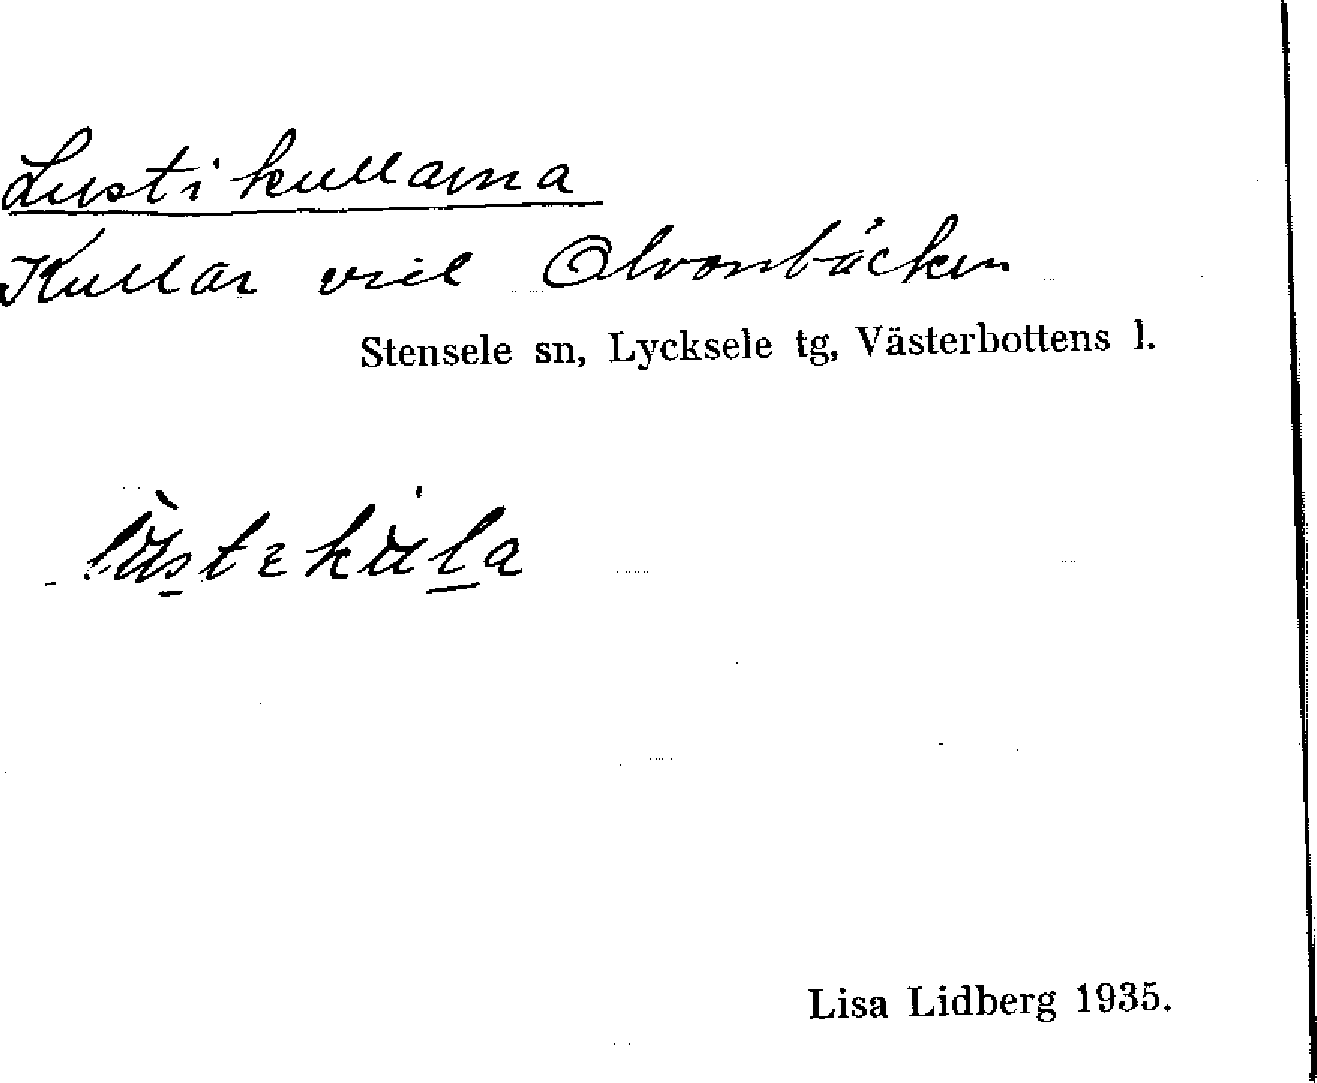 Lustikullarna
Kullar vid Olvonbäcken
Stensele sn, Lycksele tg, Västerbottens l.
Lisa Lidberg 1935.